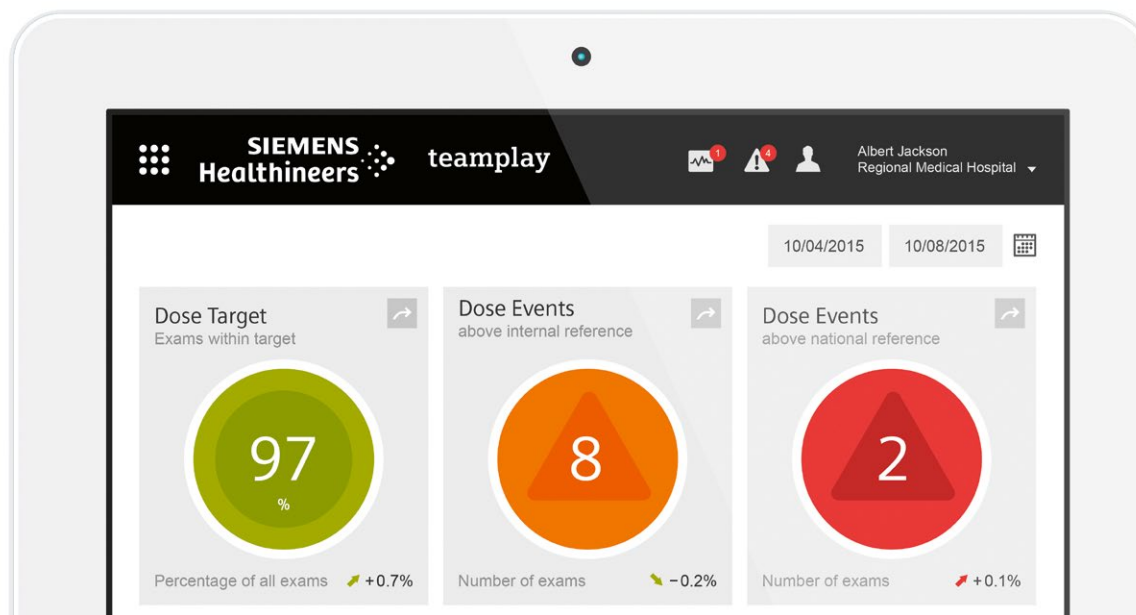 SIEMENS
Healthineers
teamplay
1
4
Albert Jackson
Regional Medical Hospital
10/04/2015
10/08/2015
Dose Target
Exams within target
97
%
Percentage of all exams
+0.7%
Dose Events
above internal reference
8
Number of exams
−0.2%
Dose Events
above national reference
2
Number of exams
+0.1%